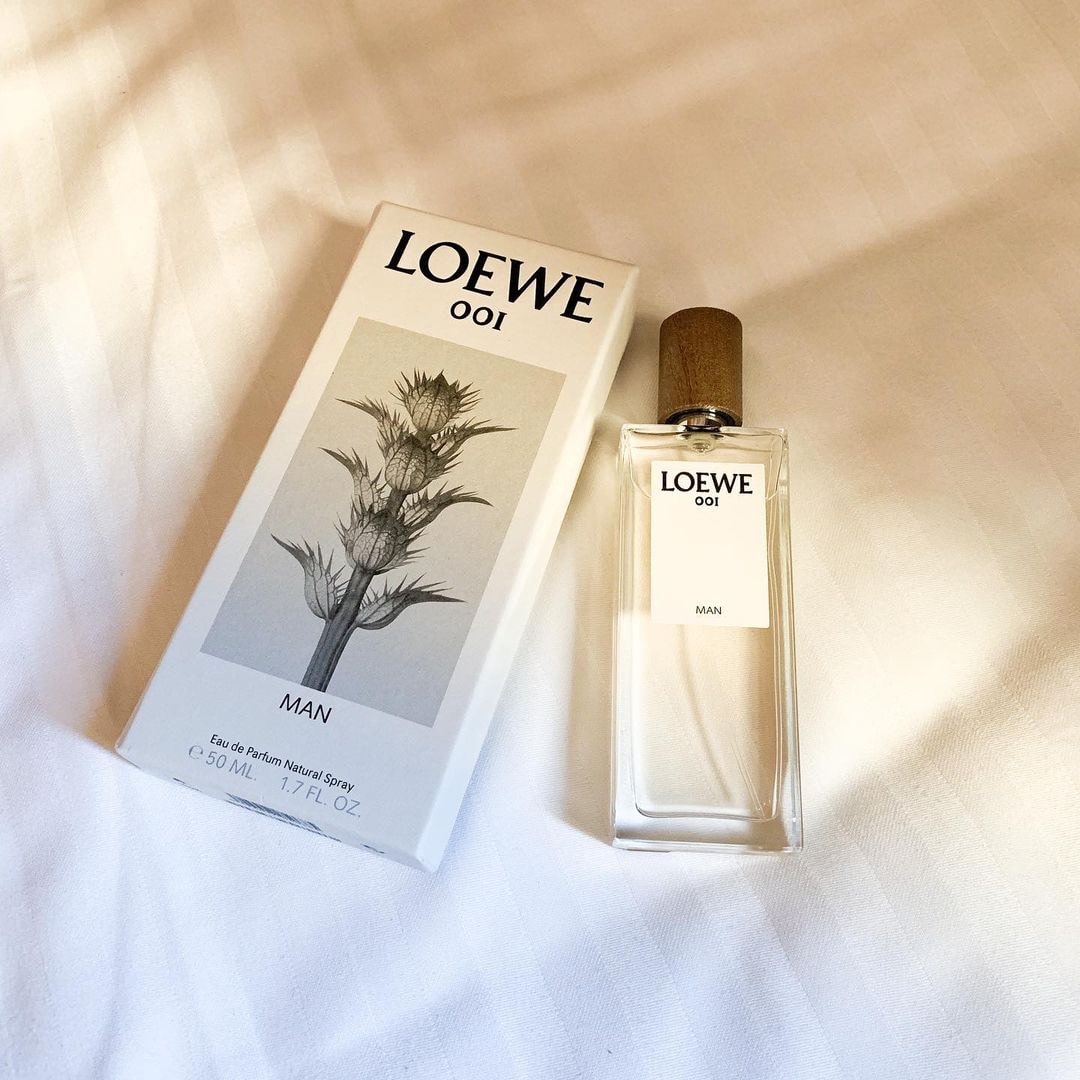 LOEWE
001
MAN
Eau de Parfum Natural Spray
℮ 50 ML. 1.7 FL. OZ.
LOEWE
001
MAN